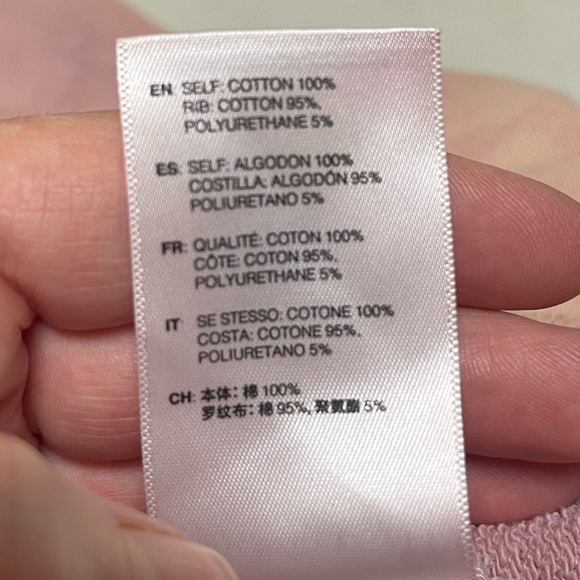 EN SELF: COTTON 100%
RIB: COTTON 95%,
POLYURETHANE 5%
ES: SELF: ALGODON 100%
COSTILLA: ALGODÓN 95%
POLIURETANO 5%
FR: QUALITÉ: COTON 100%
CÔTE: COTON 95%,
POLYURETHANE 5%
IT SE STESSO: COTONE 100%
COSTA: COTONE 95%,
POLIURETANO 5%
CH: 本体: 棉 100%
罗纹布: 棉 95%, 聚氨酯 5%